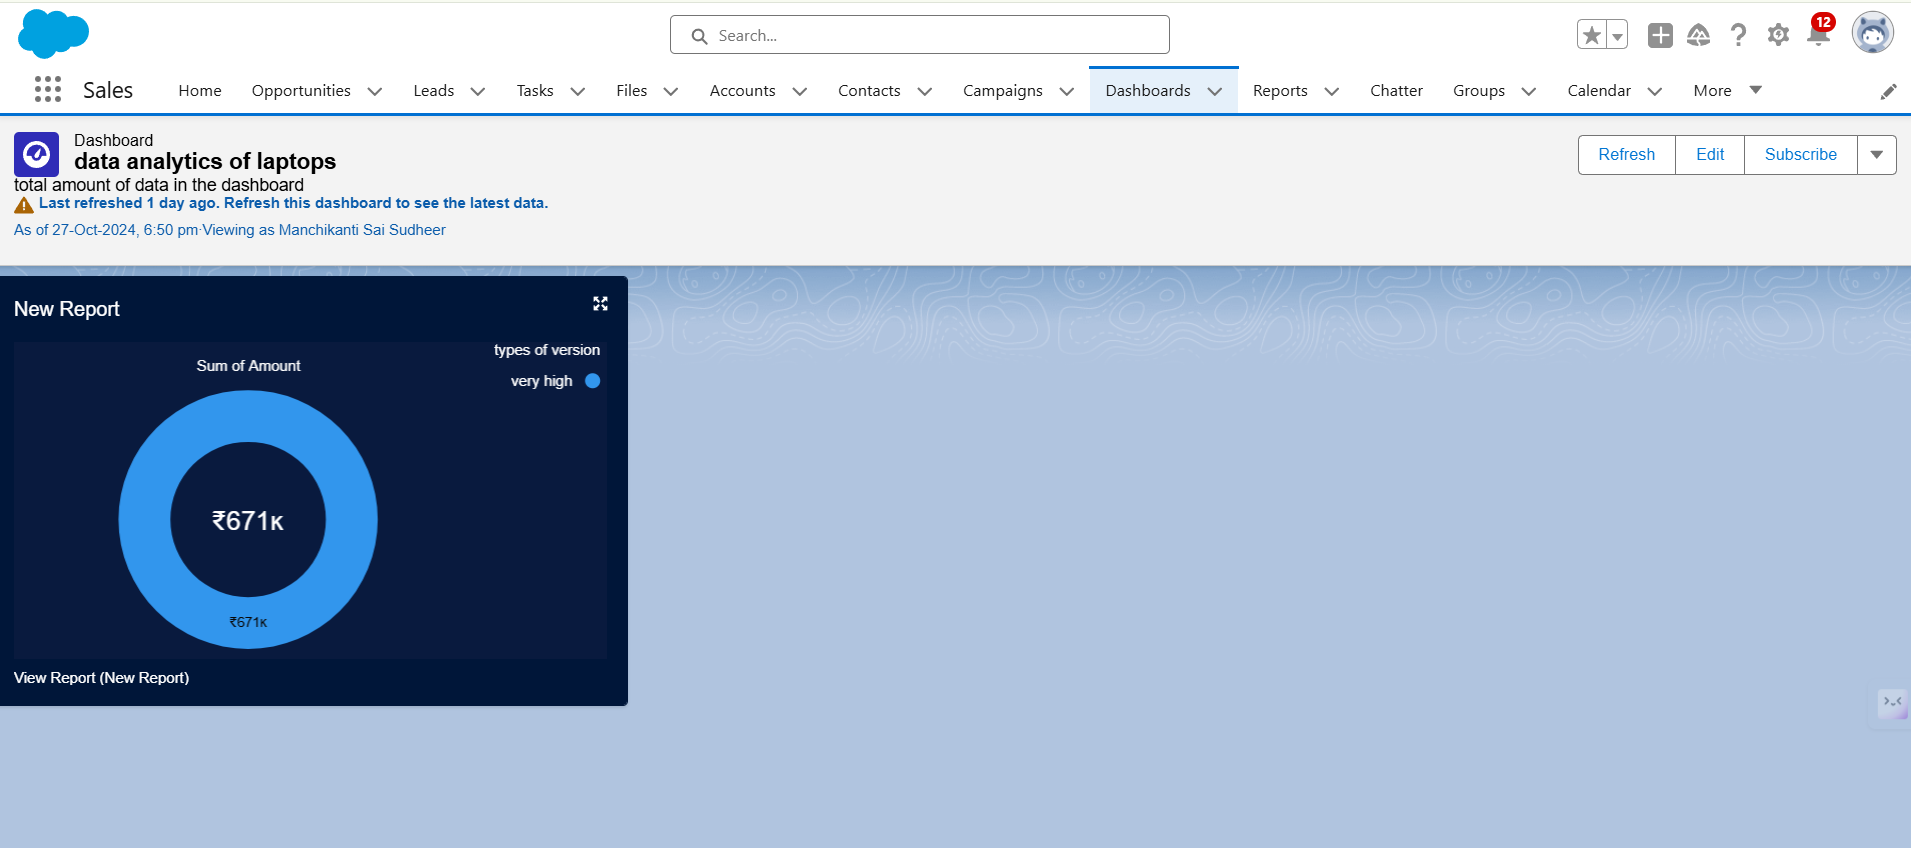 Search...
12
Sales Home Opportunities Leads Tasks Files Accounts Contacts Campaigns Dashboards Reports Chatter Groups Calendar More
Dashboard
data analytics of laptops
total amount of data in the dashboard
Last refreshed 1 day ago. Refresh this dashboard to see the latest data.
As of 27-Oct-2024, 6:50 pm·Viewing as Manchikanti Sai Sudheer
Refresh Edit Subscribe
New Report
types of version
Sum of Amount
very high
₹671K
₹671K
View Report (New Report)